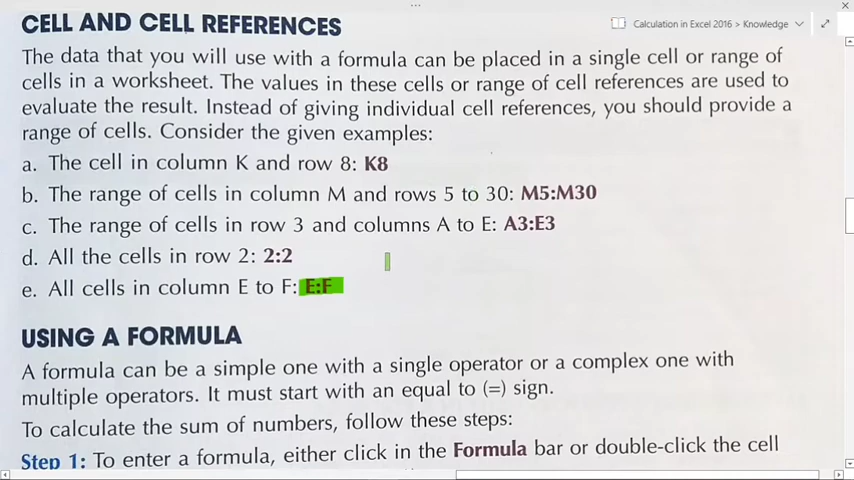 CELL AND CELL REFERENCES
Calculation in Excel 2016 > Knowledge
The data that you will use with a formula can be placed in a single cell or range of
cells in a worksheet. The values in these cells or range of cell references are used to
evaluate the result. Instead of giving individual cell references, you should provide a
range of cells. Consider the given examples:
a. The cell in column K and row 8: K8
b. The range of cells in column M and rows 5 to 30: M5:M30
c. The range of cells in row 3 and columns A to E: A3:E3
d. All the cells in row 2: 2:2
e. All cells in column E to F: E:F
USING A FORMULA
A formula can be a simple one with a single operator or a complex one with
multiple operators. It must start with an equal to (=) sign.
To calculate the sum of numbers, follow these steps:
Step 1: To enter a formula, either click in the Formula bar or double-click the cell